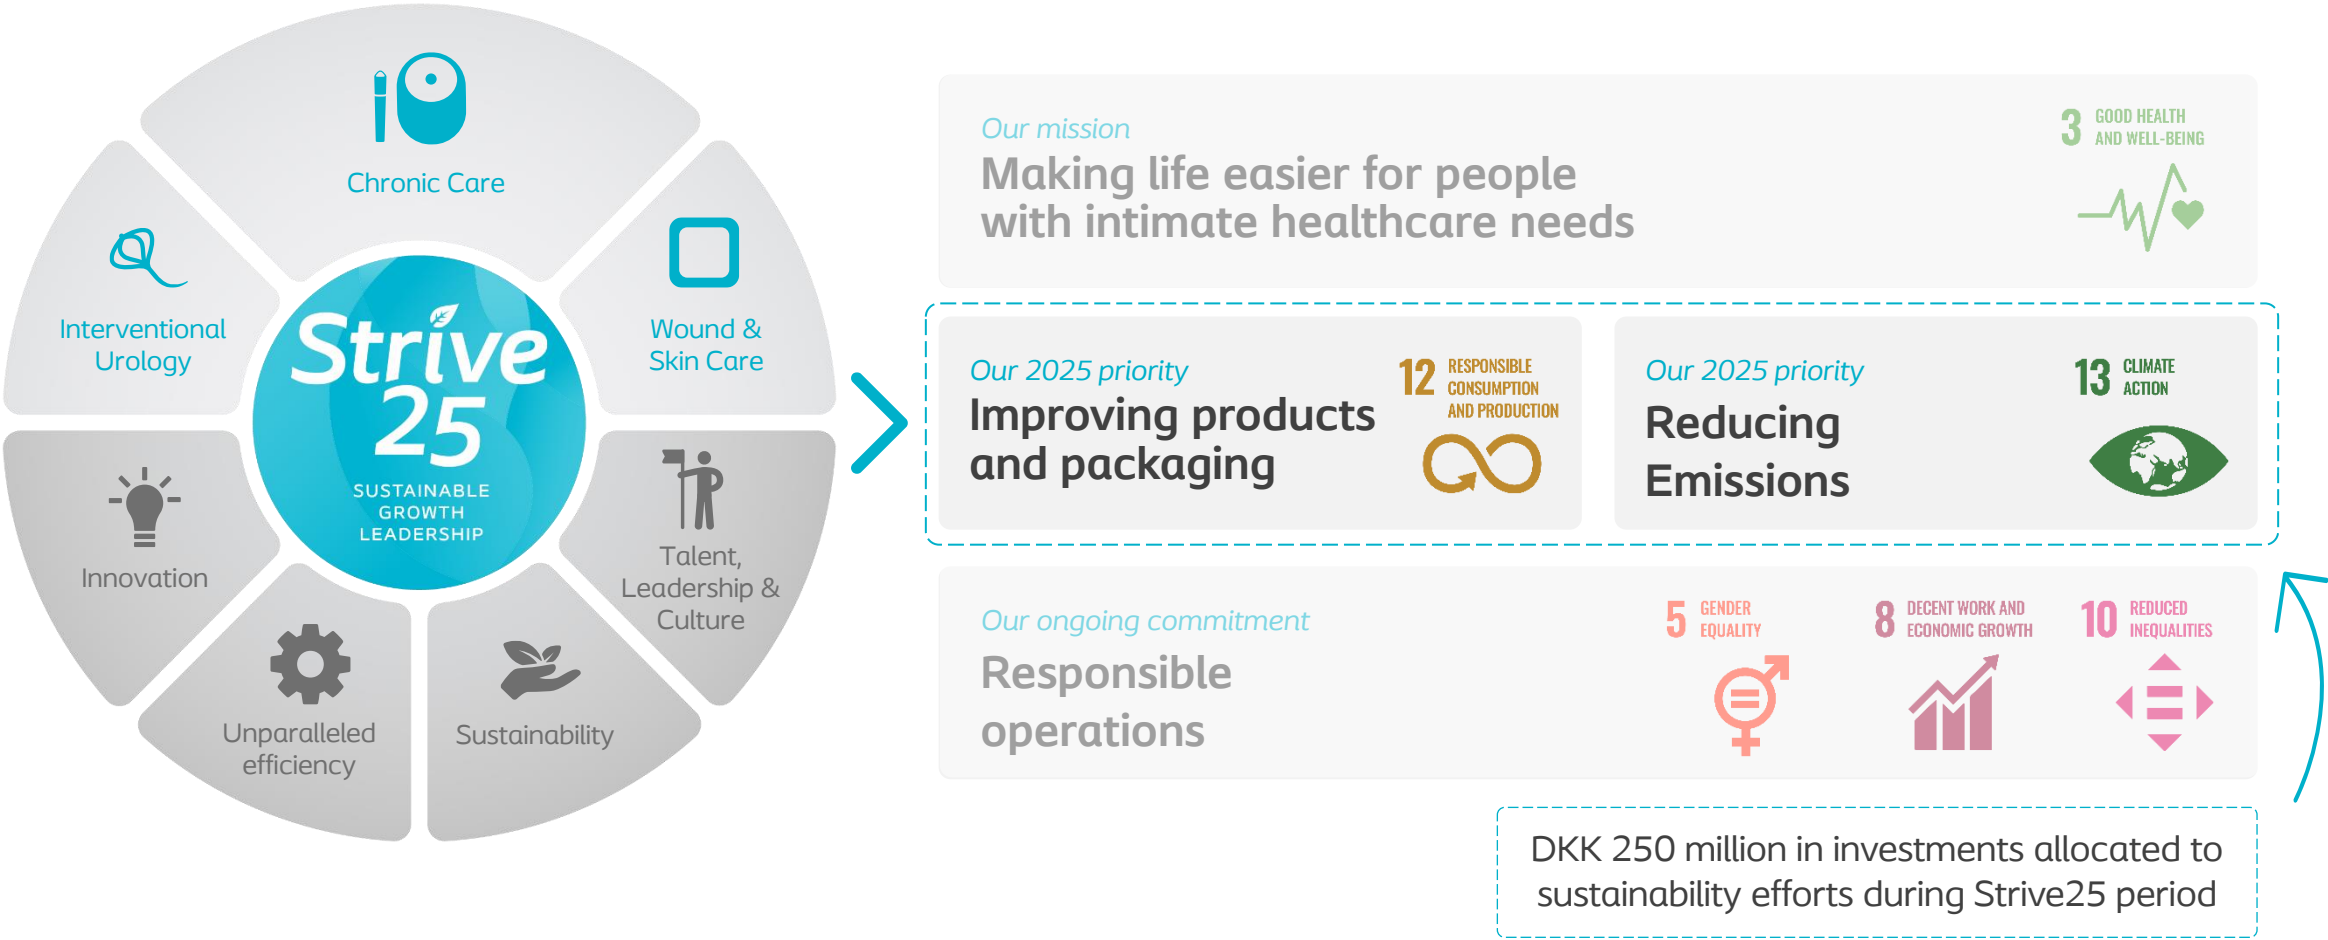 Chronic Care
Interventional
Urology
Wound &
Skin Care
Strive
25
SUSTAINABLE
GROWTH
LEADERSHIP
Innovation
Talent,
Leadership &
Culture
Unparalleled
efficiency
Sustainability
Our mission
Making life easier for people
with intimate healthcare needs
3 GOOD HEALTH
AND WELL-BEING
Our 2025 priority
Improving products
and packaging
12 RESPONSIBLE
CONSUMPTION
AND PRODUCTION
Our 2025 priority
Reducing
Emissions
13 CLIMATE
ACTION
Our ongoing commitment
Responsible
operations
5 GENDER
EQUALITY
8 DECENT WORK AND
ECONOMIC GROWTH
10 REDUCED
INEQUALITIES
DKK 250 million in investments allocated to
sustainability efforts during Strive25 period